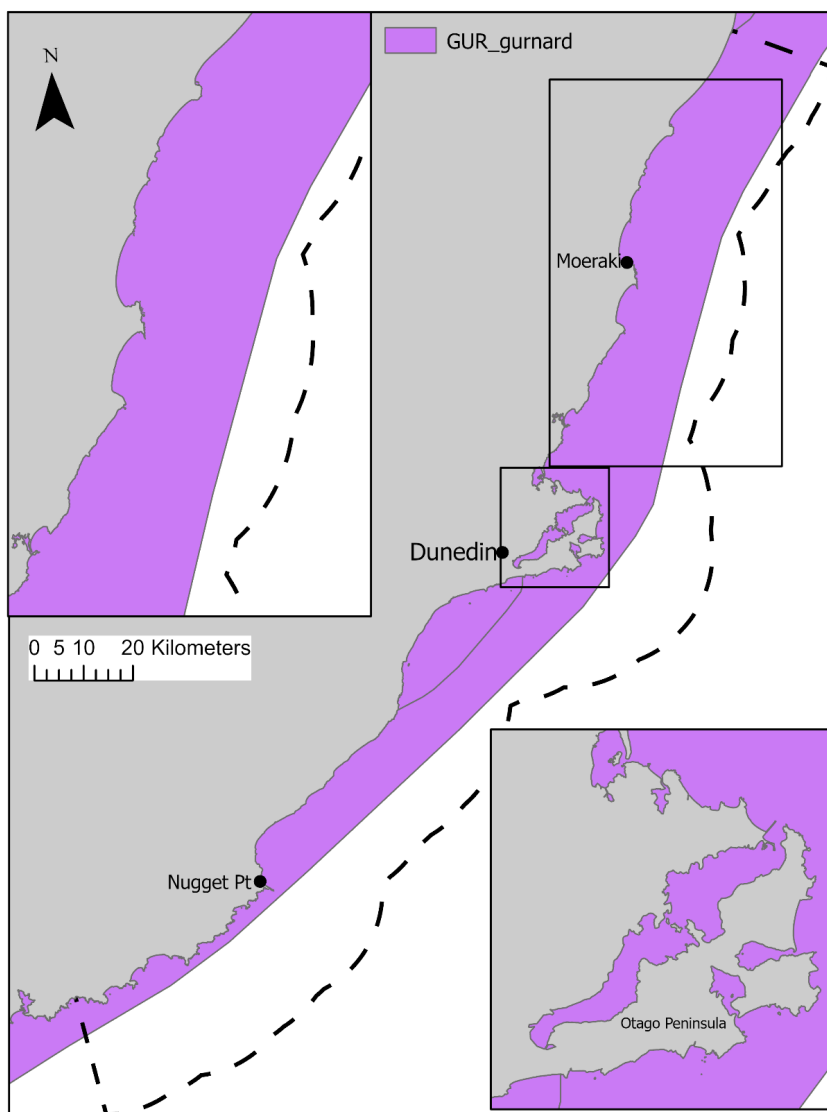 N
GUR_gurnard
Moeraki
Dunedin
0 5 10 20 Kilometers
Nugget Pt
Otago Peninsula